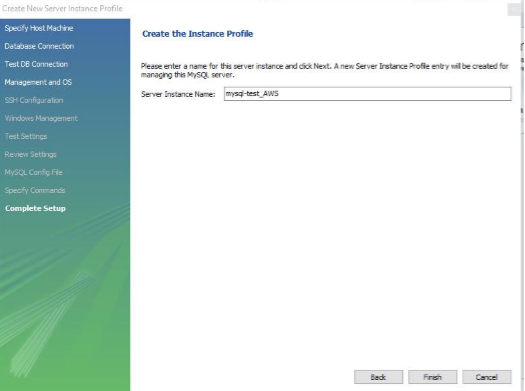 Create New Server Instance Profile
Specify Host Machine
Database Connection
Test DB Connection
Management and OS
SSH Configuration
Windows Management
Test Settings
Review Settings
MySQL Config File
Specify Commands
Complete Setup
Create the Instance Profile
Please enter a name for this server instance and click Next. A new Server Instance Profile entry will be created for
managing this MySQL server.
Server Instance Name: mysql-test_AWS
Back Finish Cancel